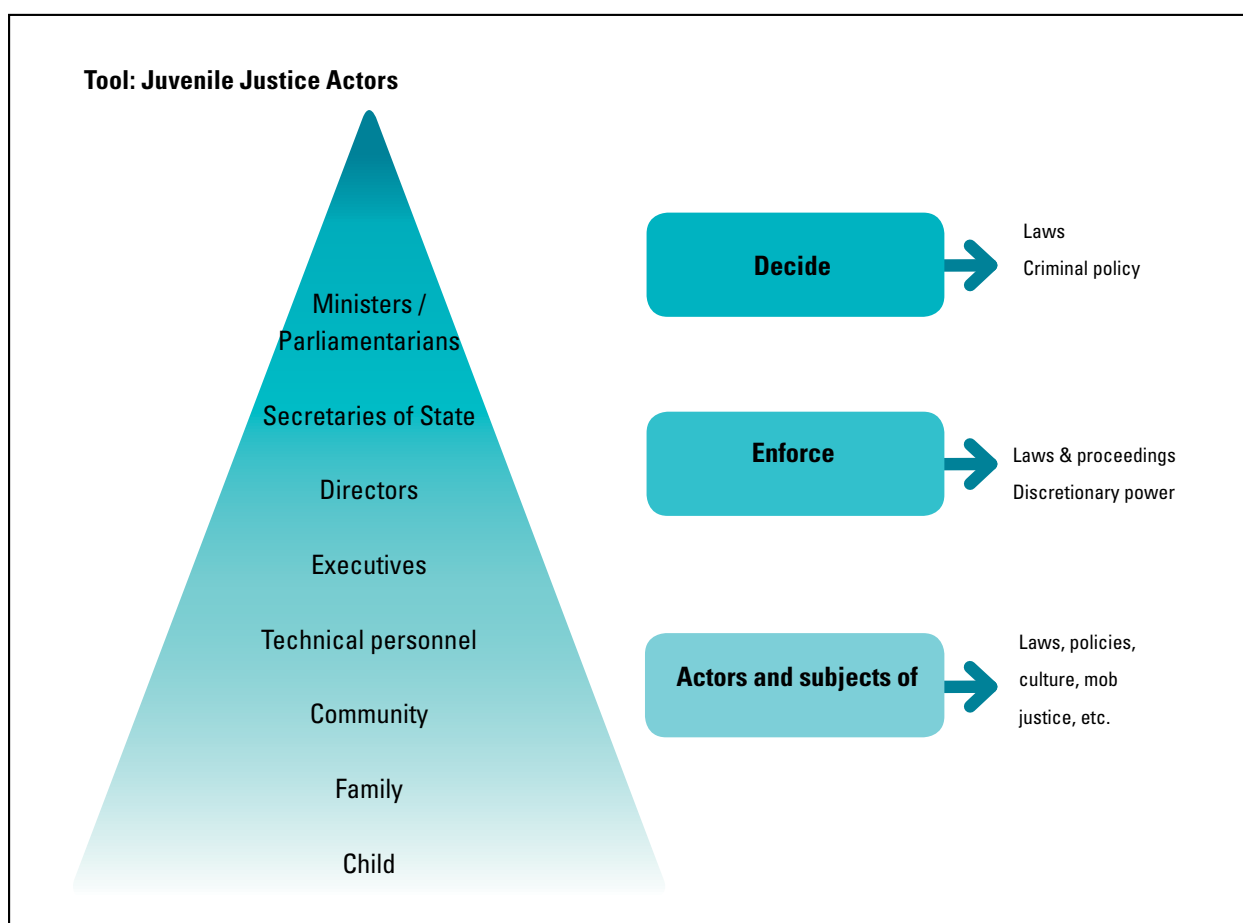 Tool: Juvenile Justice Actors
Ministers /
Parliamentarians
Secretaries of State
Directors
Executives
Technical personnel
Community
Family
Child
Decide
Laws
Criminal policy
Enforce
Laws & proceedings
Discretionary power
Actors and subjects of
Laws, policies,
culture, mob
justice, etc.